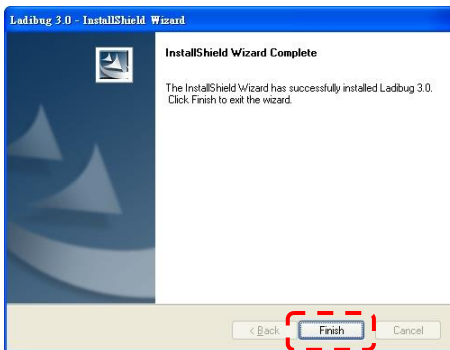 Ladibug 3.0 - InstallShield Wizard
InstallShield Wizard Complete
The InstallShield Wizard has successfully installed Ladibug 3.0.
Click Finish to exit the wizard.
< Back
Finish
Cancel